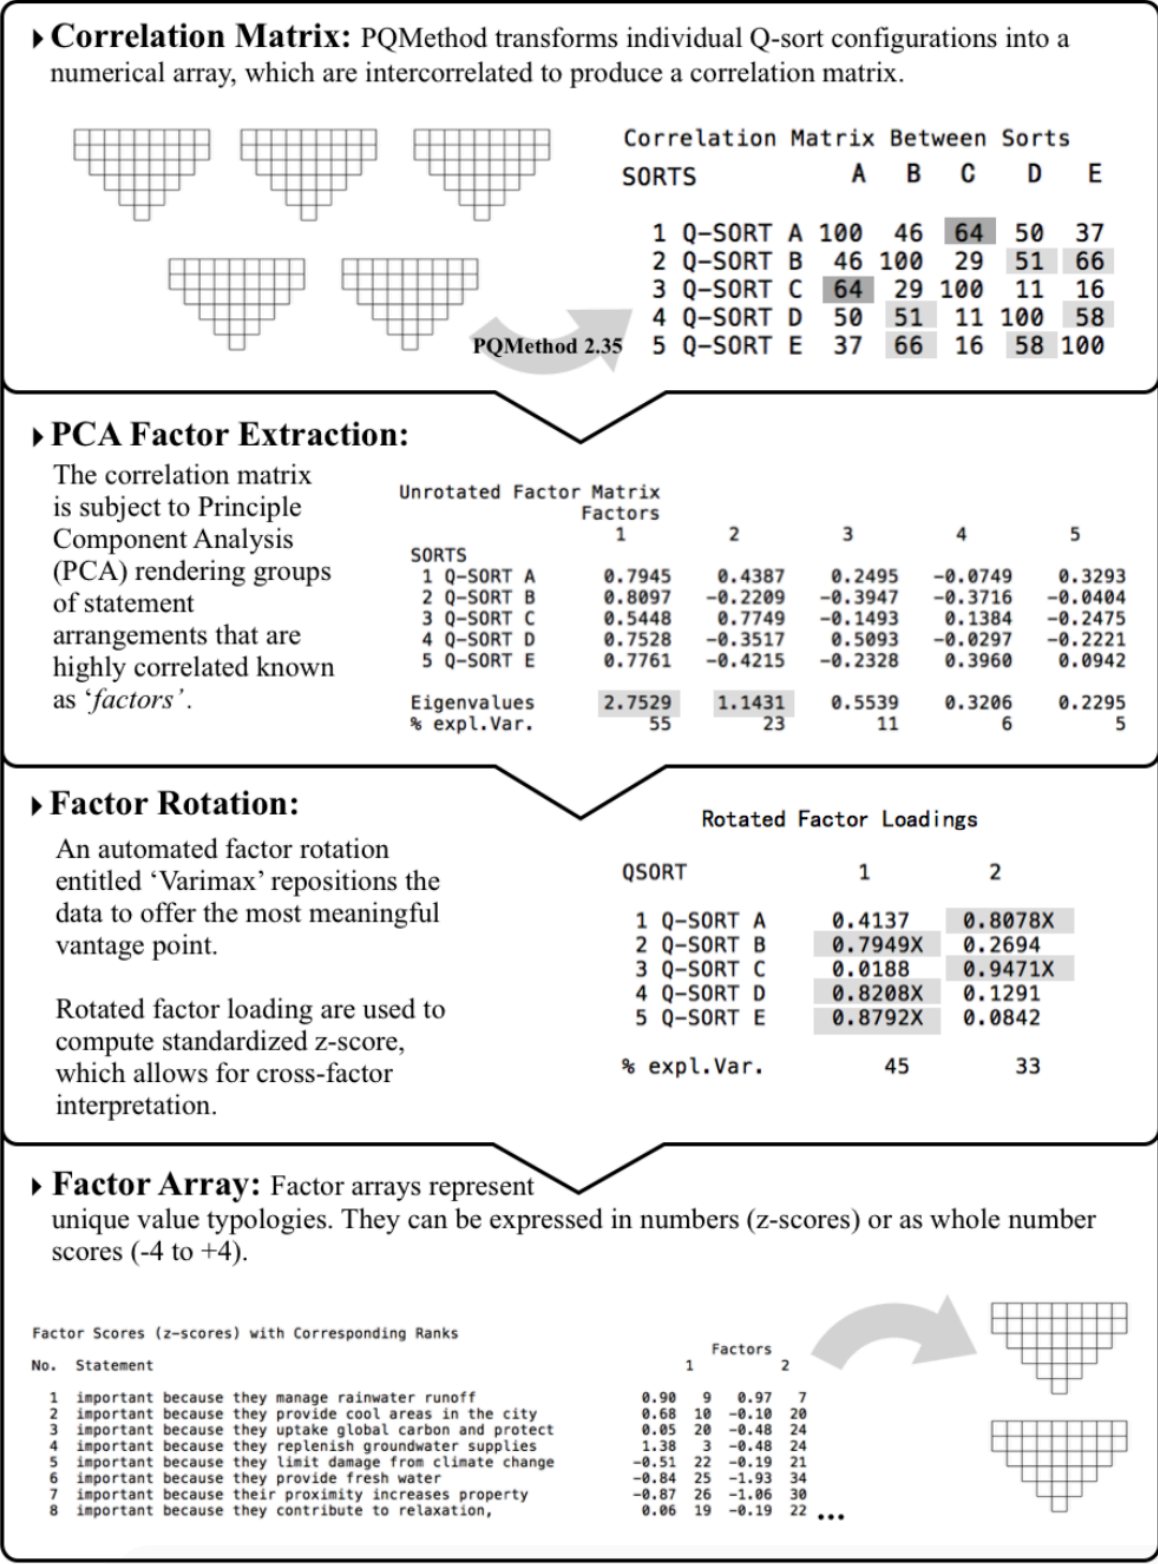 Correlation Matrix: PQMethod transforms individual Q-sort configurations into a
numerical array, which are intercorrelated to produce a correlation matrix.
Correlation Matrix Between Sorts
SORTS A B C D E
1 Q-SORT A 100 46 64 50 37
2 Q-SORT B 46 100 29 51 66
3 Q-SORT C 64 29 100 11 16
4 Q-SORT D 50 51 11 100 58
5 Q-SORT E 37 66 16 58 100
PQMethod 2.35
PCA Factor Extraction:
The correlation matrix
is subject to Principle
Component Analysis
(PCA) rendering groups
of statement
arrangements that are
highly correlated known
as ‘factors’.
Unrotated Factor Matrix
Factors
1 2 3 4 5
SORTS
1 Q-SORT A 0.7945 0.4387 0.2495 -0.0749 0.3293
2 Q-SORT B 0.8097 -0.2209 -0.3947 -0.3716 -0.0404
3 Q-SORT C 0.5448 0.7749 -0.1493 0.1384 -0.2475
4 Q-SORT D 0.7528 -0.3517 0.5093 -0.0297 -0.2221
5 Q-SORT E 0.7761 -0.4215 -0.2328 0.3960 0.0942
Eigenvalues 2.7529 1.1431 0.5539 0.3206 0.2295
% expl.Var. 55 23 11 6 5
Factor Rotation:
An automated factor rotation
entitled ‘Varimax’ repositions the
data to offer the most meaningful
vantage point.
Rotated factor loading are used to
compute standardized z-score,
which allows for cross-factor
interpretation.
Rotated Factor Loadings
QSORT 1 2
1 Q-SORT A 0.4137 0.8078X
2 Q-SORT B 0.7949X 0.2694
3 Q-SORT C 0.0188 0.9471X
4 Q-SORT D 0.8208X 0.1291
5 Q-SORT E 0.8792X 0.0842
% expl.Var. 45 33
Factor Array: Factor arrays represent
unique value typologies. They can be expressed in numbers (z-scores) or as whole number
scores (-4 to +4).
Factor Scores (z-scores) with Corresponding Ranks
Factors
No. Statement 1 2
1 important because they manage rainwater runoff 0.90 9 0.97 7
2 important because they provide cool areas in the city 0.68 10 -0.10 20
3 important because they uptake global carbon and protect 0.05 20 -0.48 24
4 important because they replenish groundwater supplies 1.38 3 -0.48 24
5 important because they limit damage from climate change -0.51 22 -0.19 21
6 important because they provide fresh water -0.84 25 -1.93 34
7 important because their proximity increases property -0.87 26 -1.06 30
8 important because they contribute to relaxation, 0.06 19 -0.19 22 ...